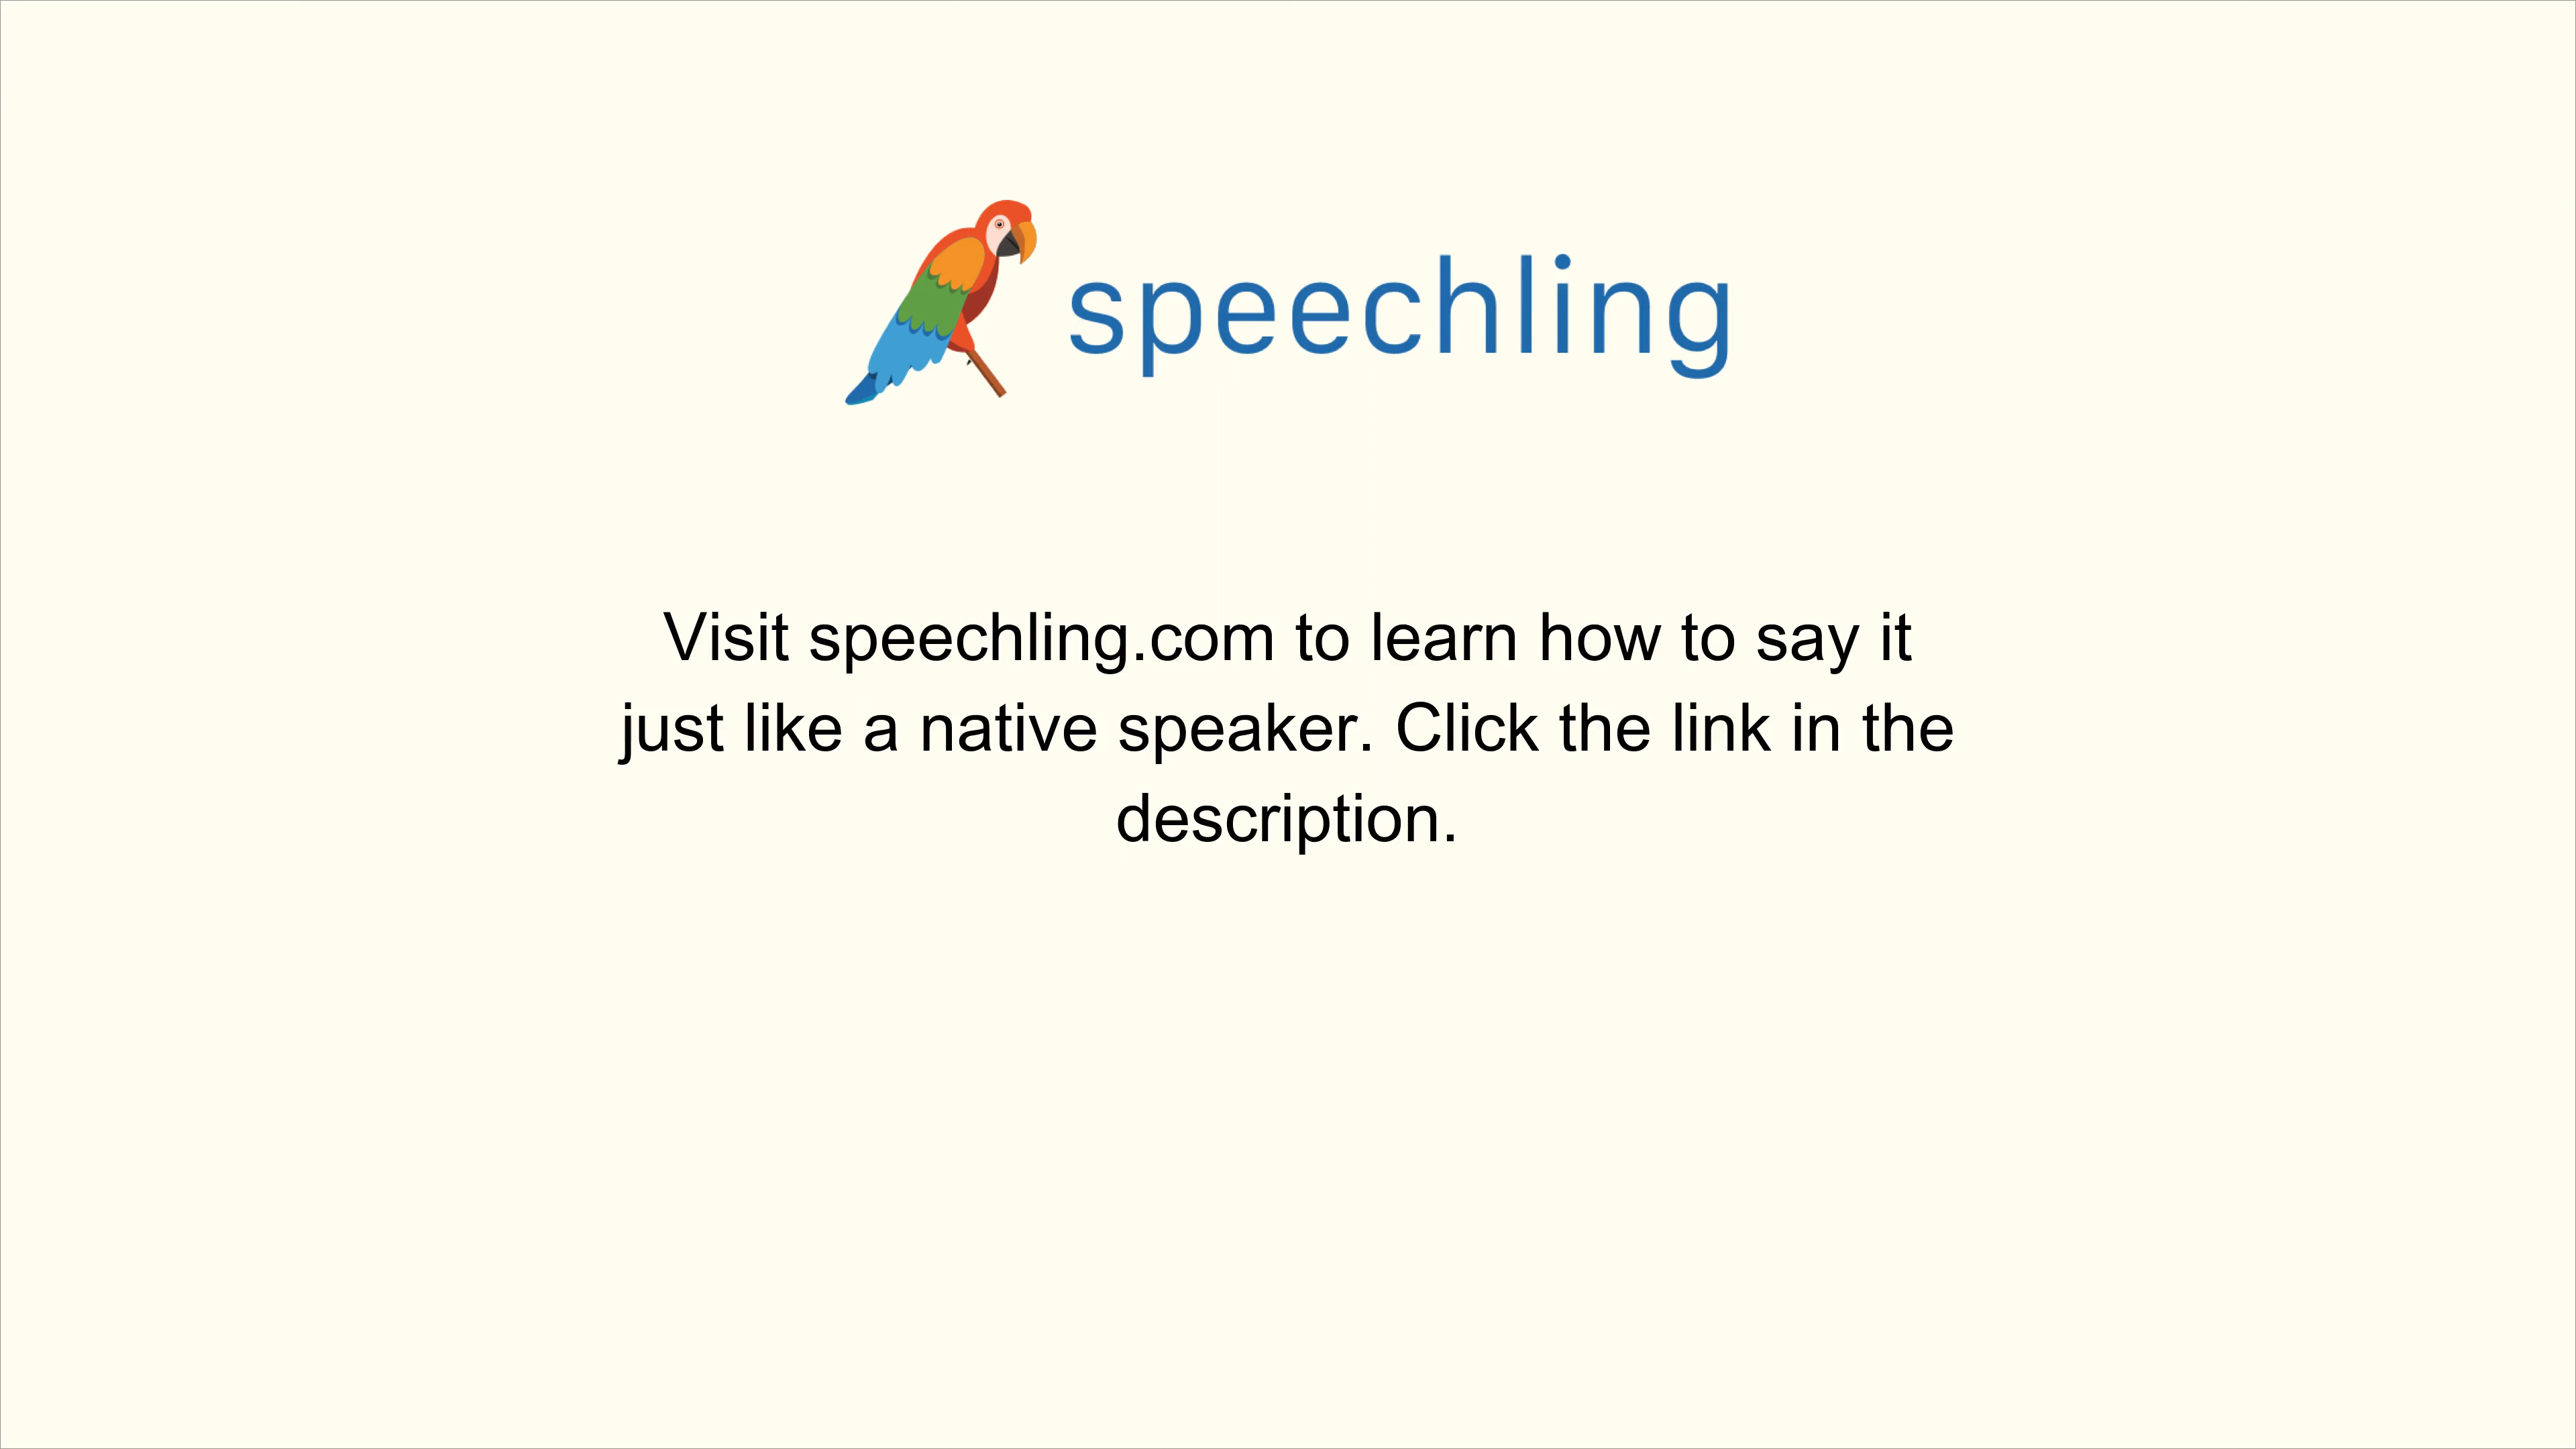 speechling
Visit speechling.com to learn how to say it
just like a native speaker. Click the link in the
description.